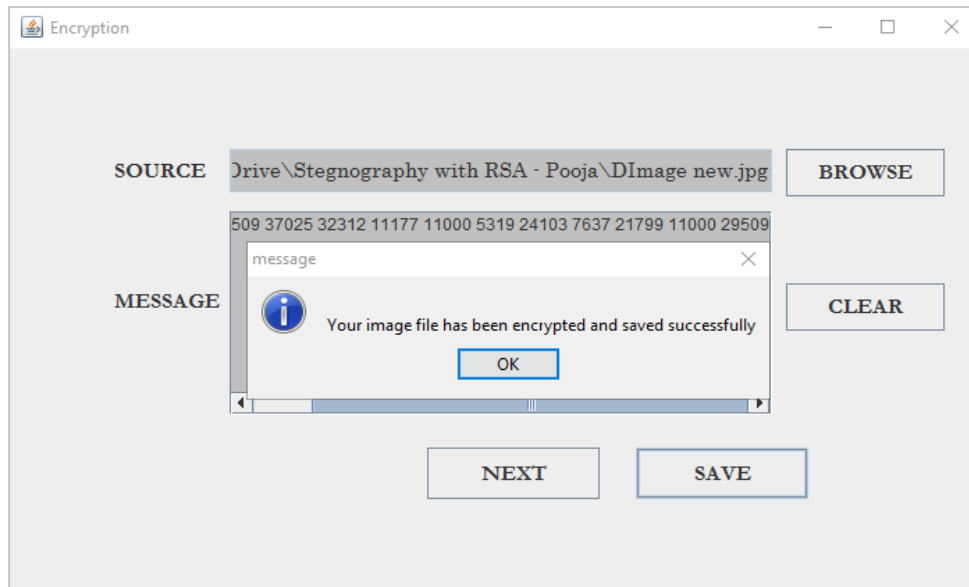 Encryption
SOURCE
Drive\Stegnography with RSA - Pooja\DImage new.jpg
BROWSE
509 37025 32312 11177 11000 5319 24103 7637 21799 11000 29509
message
MESSAGE
Your image file has been encrypted and saved successfully
CLEAR
OK
NEXT
SAVE